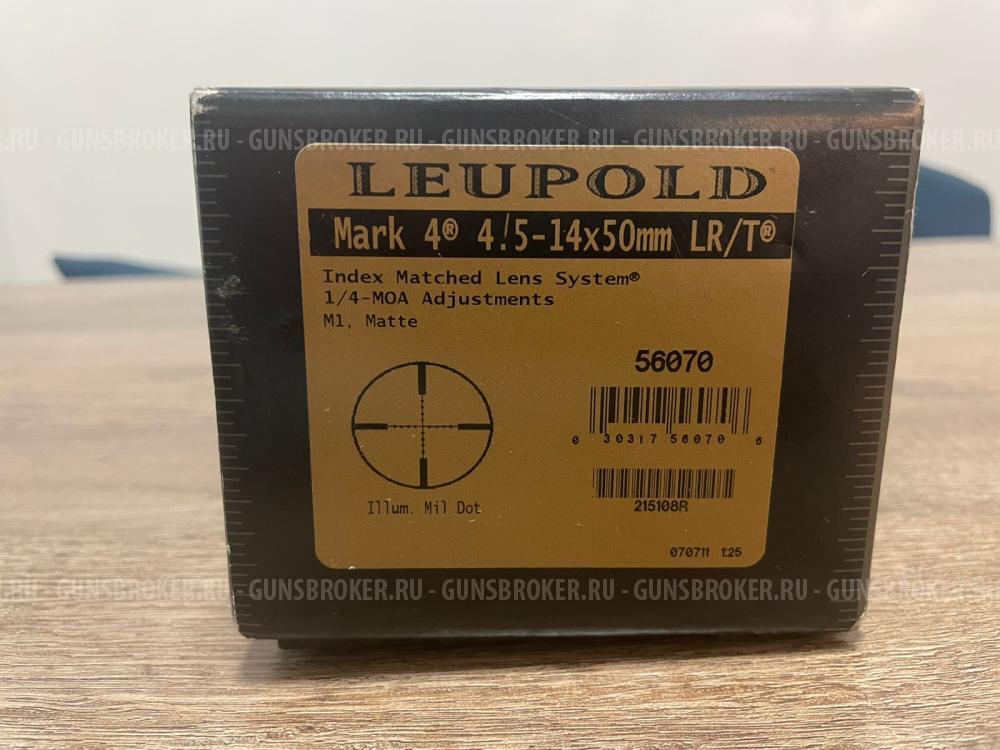 GUNSBROKER.RU - GUNSBROKER.RU - GUNSBROKER.RU - GUNSBROKER.RU - GUNSBROKER.RU
LEUPOLD
Mark 4® 4.5-14x50mm LR/T®
Index Matched Lens System®
1/4-MOA Adjustments
M1, Matte
56070
0 30317 56070 6
215108R
Illum. Mil Dot
070711 1:25
GUNSBROKER.RU - GUNSBROKER.RU - GUNSBROKER.RU - GUNSBROKER.RU - GUNSBROKER.RU